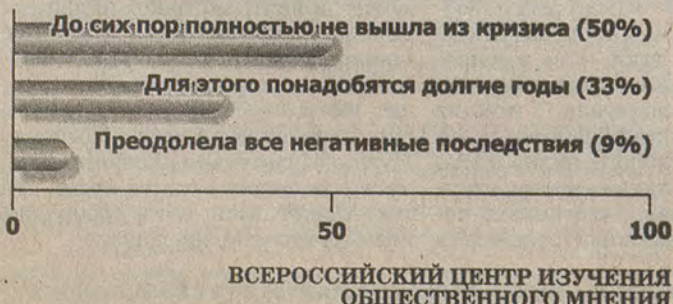 До сих пор полностью не вышла из кризиса (50%)
Для этого понадобятся долгие годы (33%)
Преодолела все негативные последствия (9%)
0 50 100
ВСЕРОССИЙСКИЙ ЦЕНТР ИЗУЧЕНИЯ
ОБЩЕСТВЕННОГО МНЕНИЯ